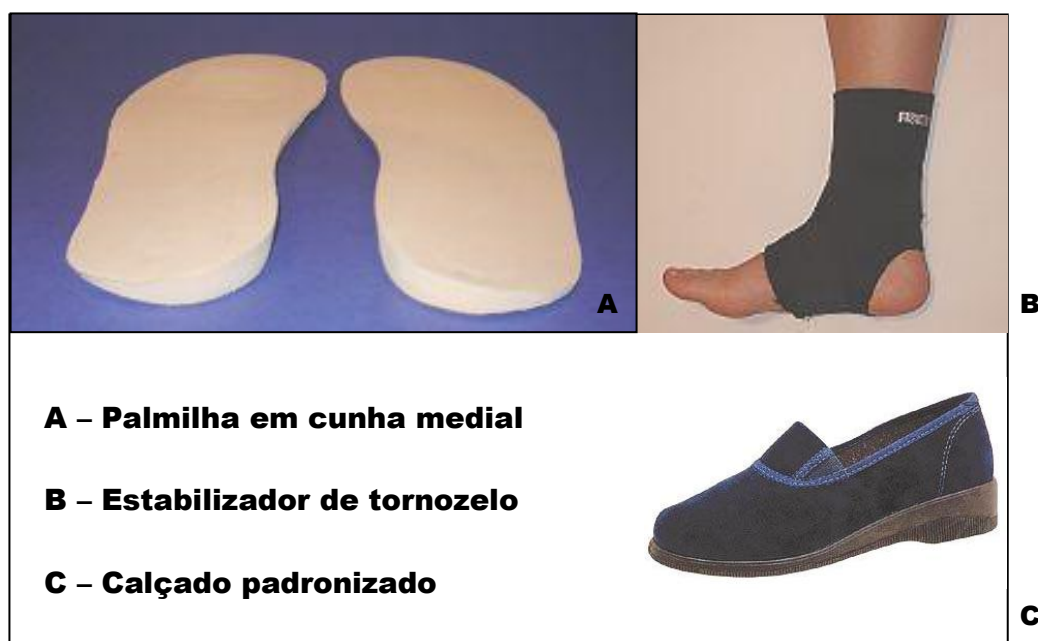 A
B
A – Palmilha em cunha medial
B – Estabilizador de tornozelo
C – Calçado padronizado
C